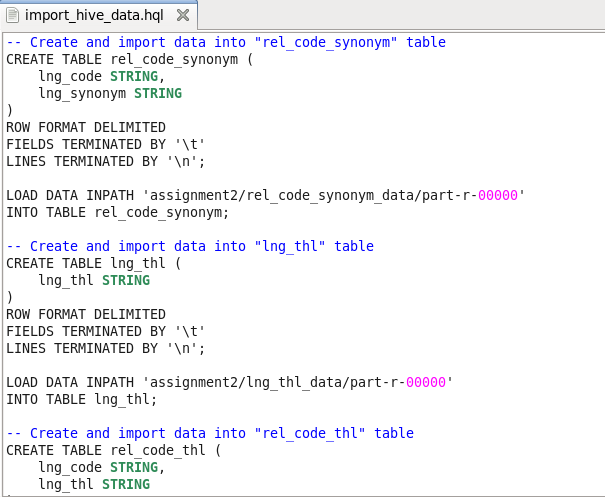 import_hive_data.hql
-- Create and import data into "rel_code_synonym" table
CREATE TABLE rel_code_synonym (
    lng_code STRING,
    lng_synonym STRING
)
ROW FORMAT DELIMITED
FIELDS TERMINATED BY '\t'
LINES TERMINATED BY '\n';

LOAD DATA INPATH 'assignment2/rel_code_synonym_data/part-r-00000'
INTO TABLE rel_code_synonym;

-- Create and import data into "lng_thl" table
CREATE TABLE lng_thl (
    lng_thl STRING
)
ROW FORMAT DELIMITED
FIELDS TERMINATED BY '\t'
LINES TERMINATED BY '\n';

LOAD DATA INPATH 'assignment2/lng_thl_data/part-r-00000'
INTO TABLE lng_thl;

-- Create and import data into "rel_code_thl" table
CREATE TABLE rel_code_thl (
    lng_code STRING,
    lng_thl STRING